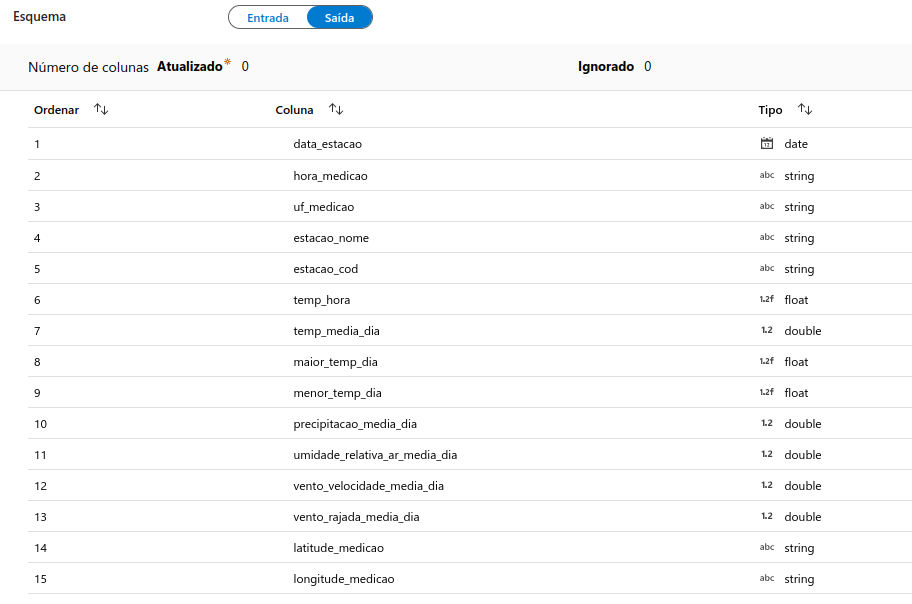 Esquema Entrada Saída
Número de colunas Atualizado* 0 Ignorado 0
Ordenar Coluna Tipo
1 data_estacao 12 date
2 hora_medicao abc string
3 uf_medicao abc string
4 estacao_nome abc string
5 estacao_cod abc string
6 temp_hora 1.2f float
7 temp_media_dia 1.2 double
8 maior_temp_dia 1.2f float
9 menor_temp_dia 1.2f float
10 precipitacao_media_dia 1.2 double
11 umidade_relativa_ar_media_dia 1.2 double
12 vento_velocidade_media_dia 1.2 double
13 vento_rajada_media_dia 1.2 double
14 latitude_medicao abc string
15 longitude_medicao abc string